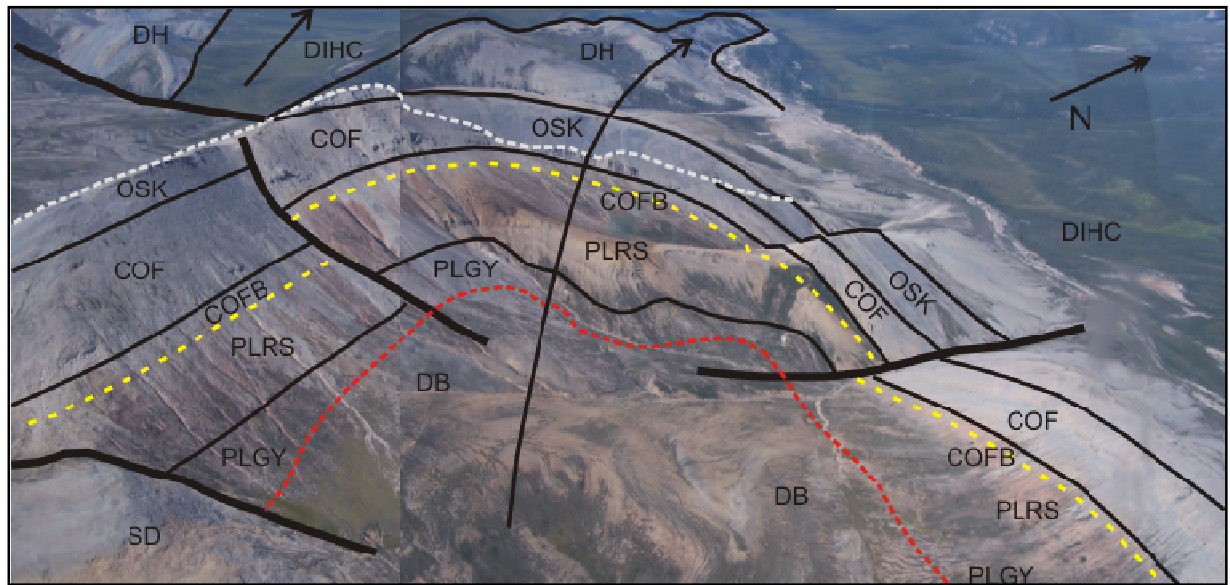 DH
DIHC
DH
N
COF
OSK
OSK
COFB
DIHC
PLRS
COF
PLGY
COF
OSK
COFB
PLRS
DB
COF
PLGY
COFB
DB
PLRS
SD
PLGY